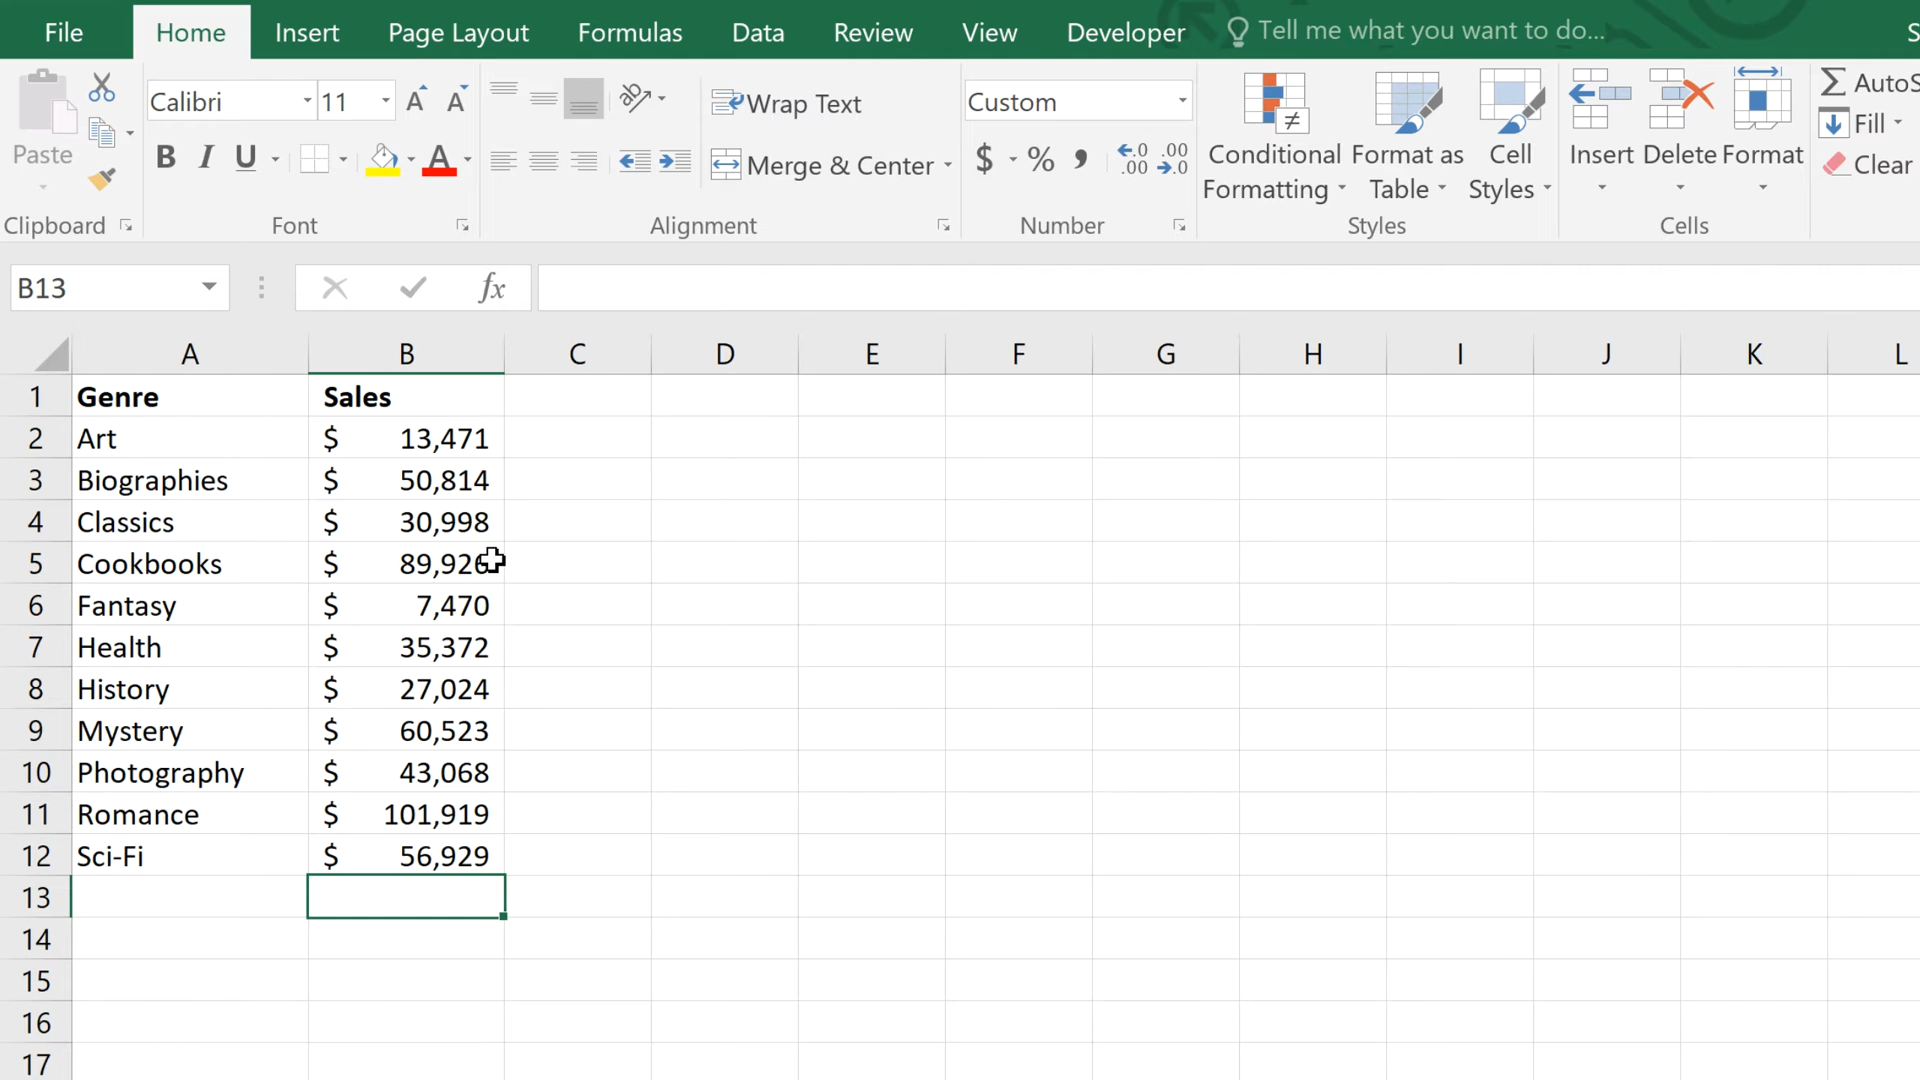 File Home Insert Page Layout Formulas Data Review View Developer Tell me what you want to do... S
Calibri 11 Wrap Text Custom AutoS
Paste B I U Merge & Center $ % , .0 .00 .00 .0 ≠ Conditional Formatting Format as Table Cell Styles Insert Delete Format Fill Clear
Clipboard Font Alignment Number Styles Cells
B13 fx
A B C D E F G H I J K L
1 Genre Sales
2 Art $ 13,471
3 Biographies $ 50,814
4 Classics $ 30,998
5 Cookbooks $ 89,926
6 Fantasy $ 7,470
7 Health $ 35,372
8 History $ 27,024
9 Mystery $ 60,523
10 Photography $ 43,068
11 Romance $ 101,919
12 Sci-Fi $ 56,929
13
14
15
16
17